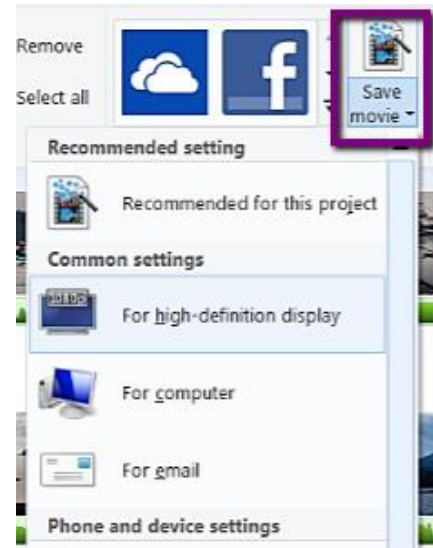 Remove
Select all
Save
movie
Recommended setting
Recommended for this project
Common settings
1080p
For high-definition display
For computer
For email
Phone and device settings